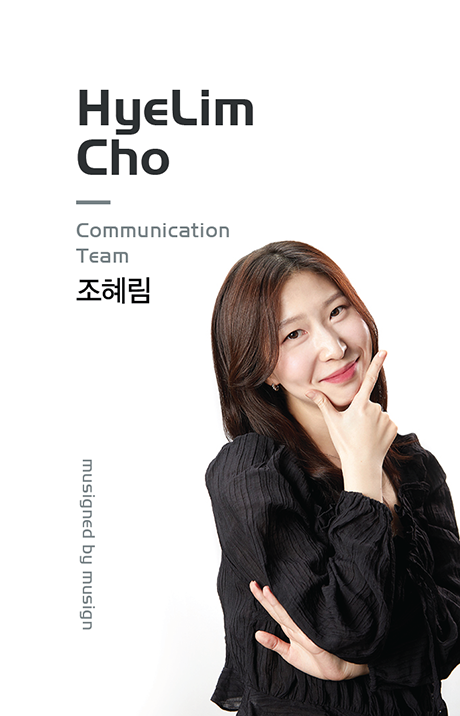 HyeLim
Cho
Communication
Team
조혜림
musigned by musign